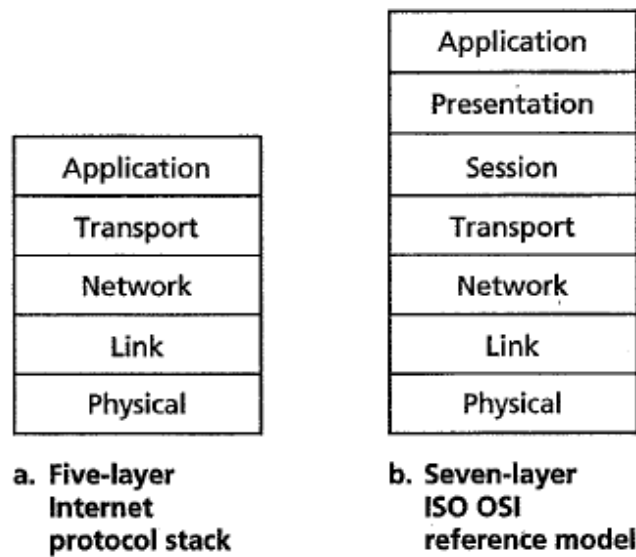 Application
Transport
Network
Link
Physical
a. Five-layer
Internet
protocol stack
Application
Presentation
Session
Transport
Network
Link
Physical
b. Seven-layer
ISO OSI
reference model